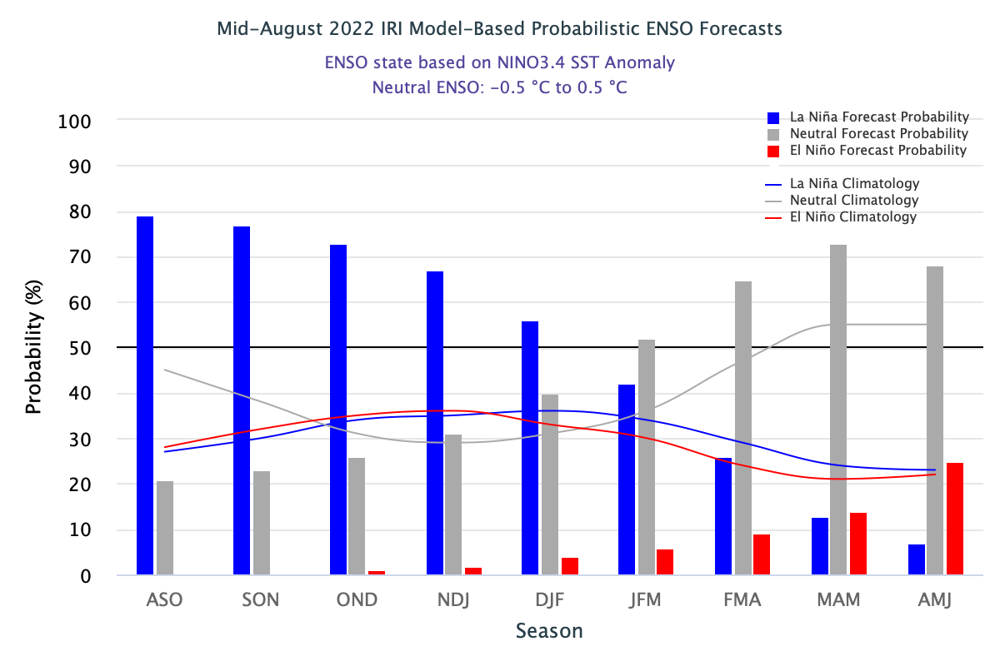 Mid-August 2022 IRI Model-Based Probabilistic ENSO Forecasts
ENSO state based on NINO3.4 SST Anomaly
Neutral ENSO: -0.5 °C to 0.5 °C
La Niña Forecast Probability
Neutral Forecast Probability
El Niño Forecast Probability
La Niña Climatology
Neutral Climatology
El Niño Climatology
Probability (%)
100
90
80
70
60
50
40
30
20
10
0
ASO SON OND NDJ DJF JFM FMA MAM AMJ
Season